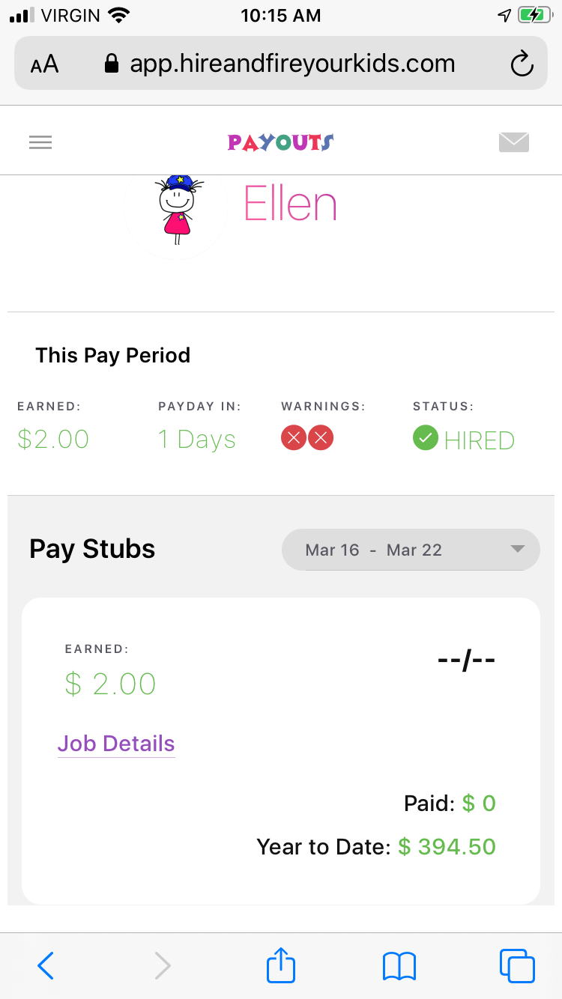 VIRGIN 10:15 AM
AA app.hireandfireyourkids.com
PAYOUTS
Ellen
This Pay Period
EARNED: PAYDAY IN: WARNINGS: STATUS:
$2.00 1 Days HIRED
Pay Stubs Mar 16 - Mar 22
EARNED: --/--
$ 2.00
Job Details
Paid: $ 0
Year to Date: $ 394.50